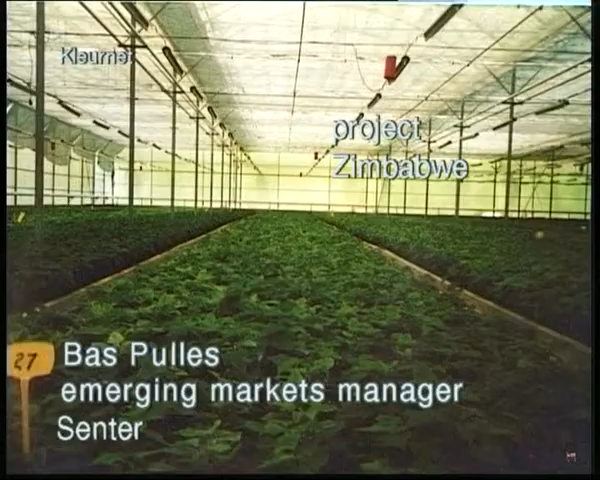 Kleurnet
project
Zimbabwe
27
Bas Pulles
emerging markets manager
Senter